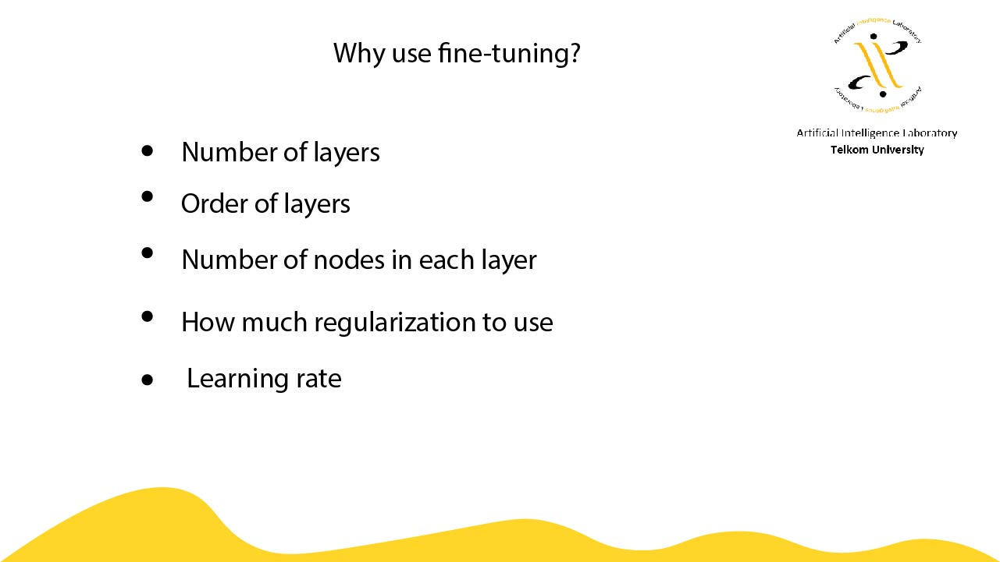 Why use fine-tuning?
Artificial Intelligence Laboratory
Artificial Intelligence Laboratory
Artificial Intelligence Laboratory
Telkom University
• Number of layers
• Order of layers
• Number of nodes in each layer
• How much regularization to use
• Learning rate